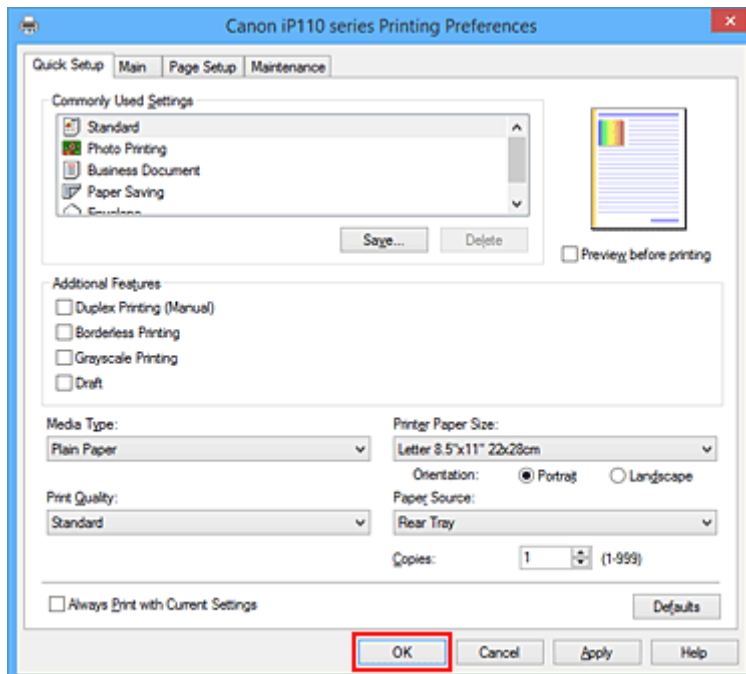 Canon iP110 series Printing Preferences
Quick Setup Main Page Setup Maintenance
Commonly Used Settings
Standard
Photo Printing
Business Document
Paper Saving
Envelope
Save... Delete
Preview before printing
Additional Features
Duplex Printing (Manual)
Borderless Printing
Grayscale Printing
Draft
Media Type: Printer Paper Size:
Plain Paper Letter 8.5"x11" 22x28cm
Orientation: Portrait Landscape
Print Quality: Paper Source:
Standard Rear Tray
Copies: 1 (1-999)
Always Print with Current Settings Defaults
OK Cancel Apply Help